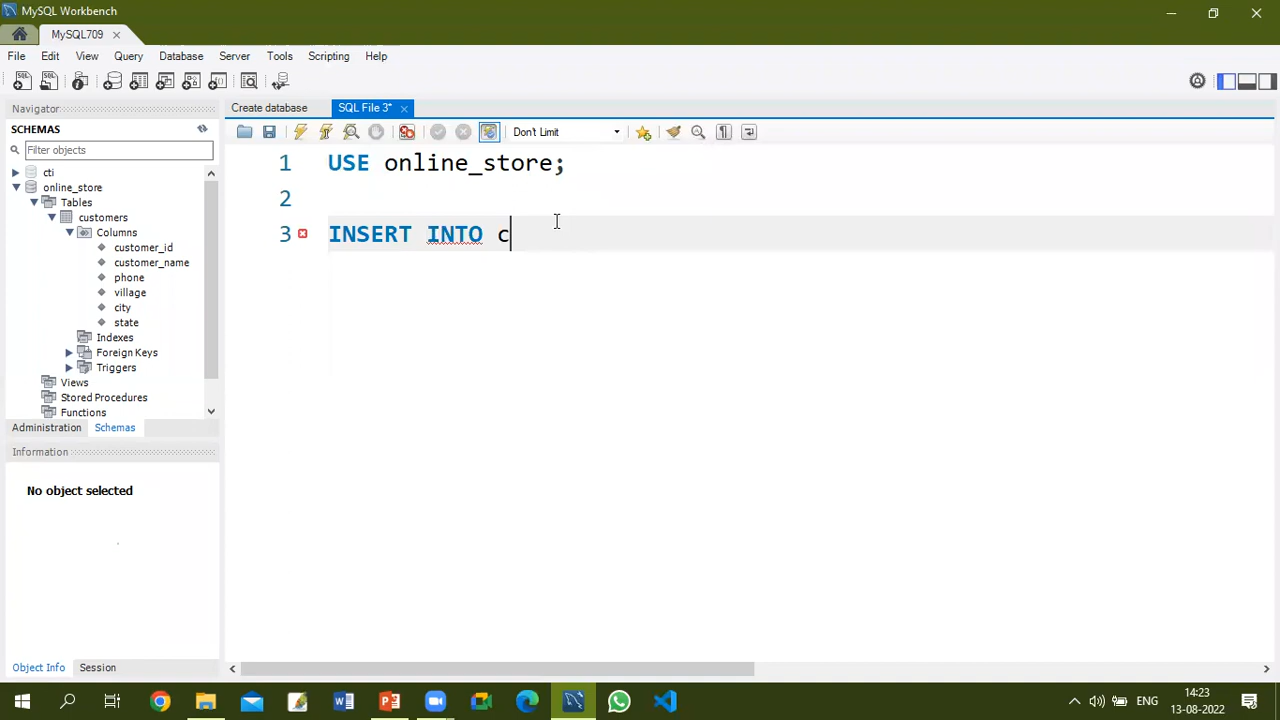 MySQL Workbench
MySQL709
File Edit View Query Database Server Tools Scripting Help
Navigator
SCHEMAS
Filter objects
cti
online_store
Tables
customers
Columns
customer_id
customer_name
phone
village
city
state
Indexes
Foreign Keys
Triggers
Views
Stored Procedures
Functions
Administration Schemas
Information
No object selected
Object Info Session
Create database SQL File 3*
Don't Limit
1 USE online_store;
2
3 INSERT INTO c
ENG
14:23
13-08-2022